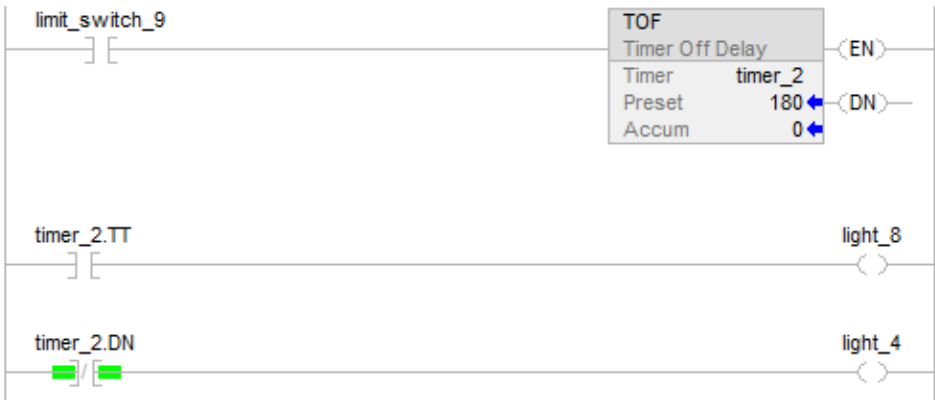 limit_switch_9
TOF
Timer Off Delay
EN
Timer timer_2
Preset 180
DN
Accum 0
timer_2.TT
light_8
timer_2.DN
light_4